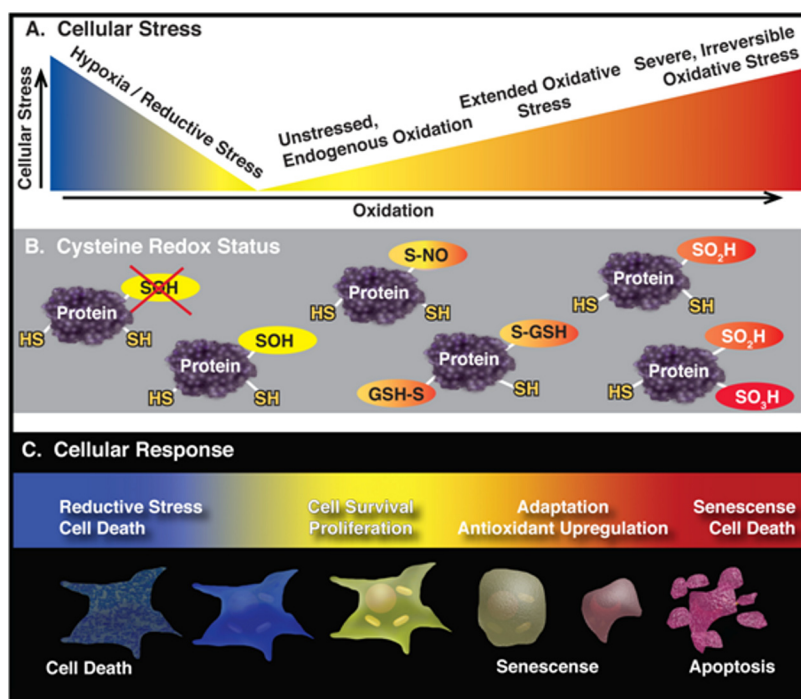 A. Cellular Stress
Cellular Stress
Hypoxia / Reductive Stress
Unstressed,
Endogenous Oxidation
Extended Oxidative
Stress
Severe, Irreversible
Oxidative Stress
Oxidation
B. Cysteine Redox Status
Protein
SOH
HS
SH
Protein
SOH
HS
SH
Protein
S-NO
HS
SH
Protein
S-GSH
GSH-S
SH
Protein
SO₂H
HS
SH
Protein
SO₂H
HS
SO₃H
C. Cellular Response
Reductive Stress
Cell Death
Cell Survival
Proliferation
Adaptation
Antioxidant Upregulation
Senescense
Cell Death
Cell Death
Senescense
Apoptosis